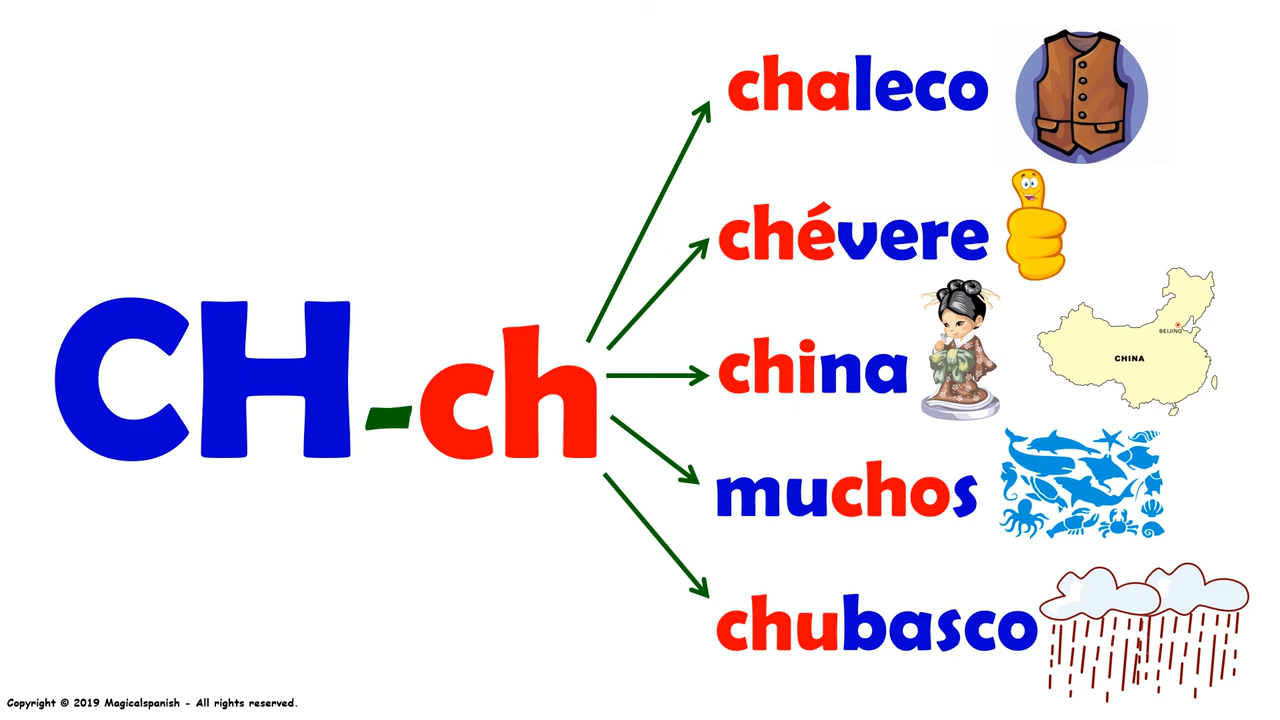 CH-ch
chaleco
chévere
china
BEIJING
CHINA
muchos
chubasco
Copyright © 2019 Magicalspanish - All rights reserved.